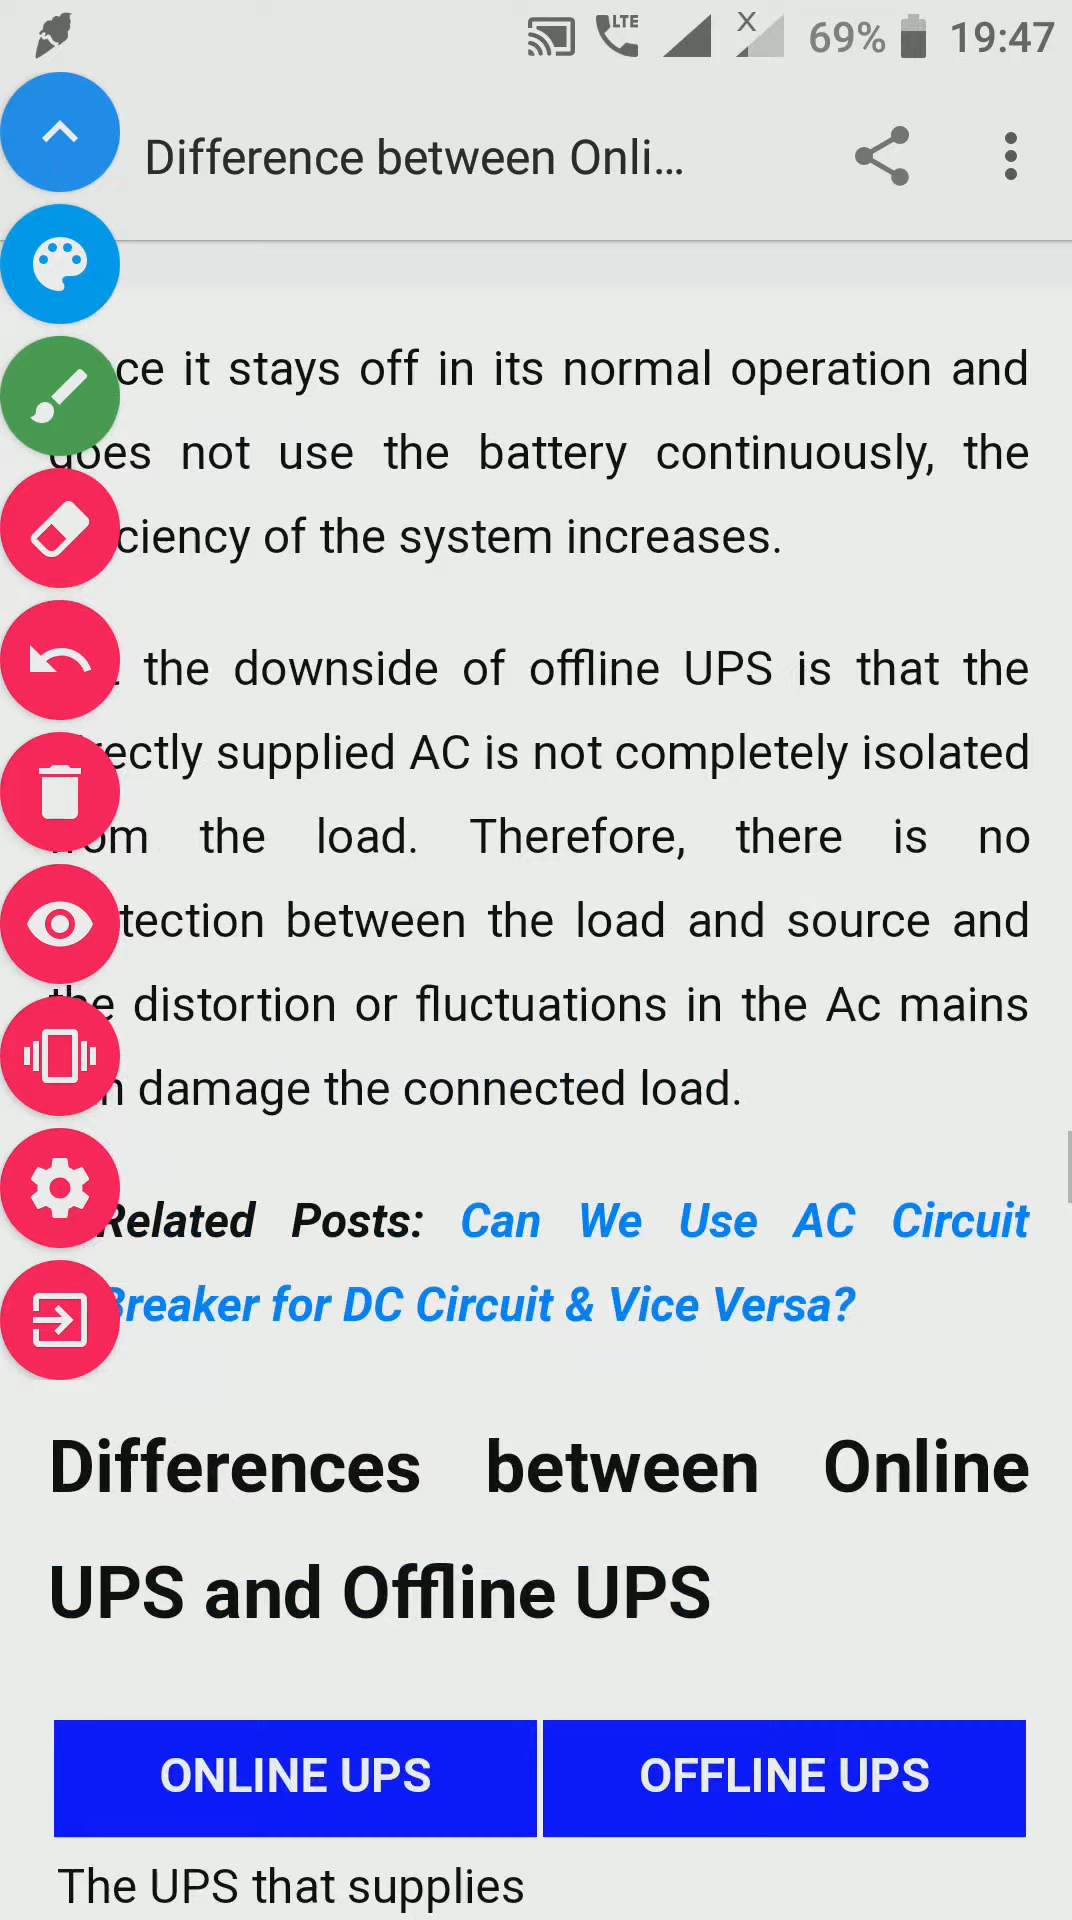 LTE X 69% 19:47
Difference between Onli...
ce it stays off in its normal operation and
does not use the battery continuously, the
ciency of the system increases.
the downside of offline UPS is that the
ectly supplied AC is not completely isolated
from the load. Therefore, there is no
tection between the load and source and
the distortion or fluctuations in the Ac mains
damage the connected load.
Related Posts: Can We Use AC Circuit
Breaker for DC Circuit & Vice Versa?
Differences between Online
UPS and Offline UPS
ONLINE UPS OFFLINE UPS
The UPS that supplies